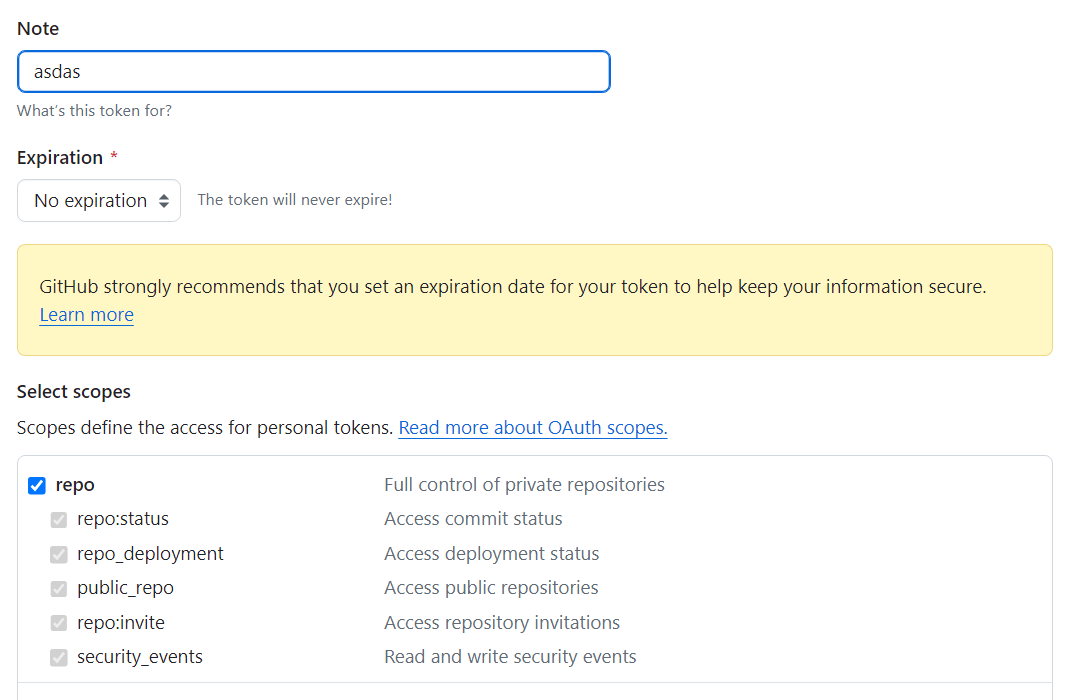 Note
asdas
What's this token for?
Expiration *
No expiration The token will never expire!
GitHub strongly recommends that you set an expiration date for your token to help keep your information secure.
Learn more
Select scopes
Scopes define the access for personal tokens. Read more about OAuth scopes.
repo Full control of private repositories
repo:status Access commit status
repo_deployment Access deployment status
public_repo Access public repositories
repo:invite Access repository invitations
security_events Read and write security events